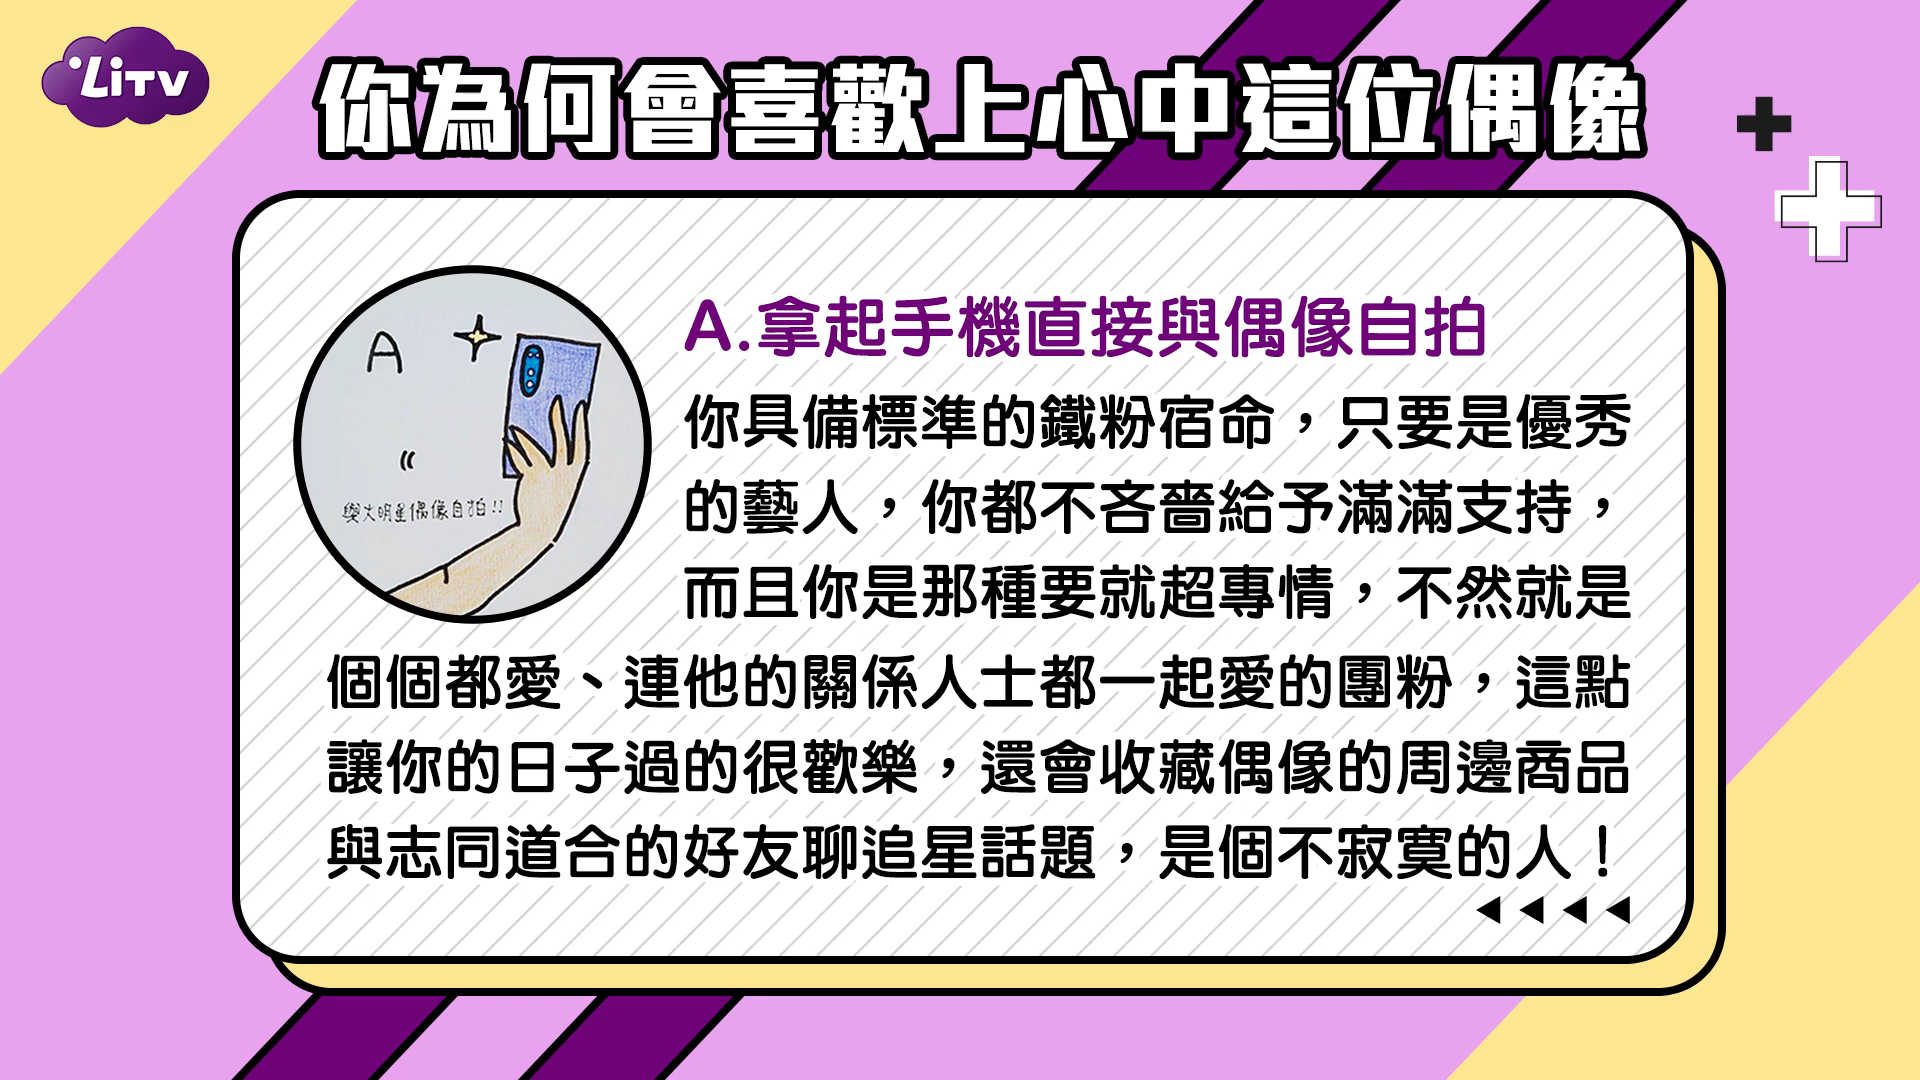 LiTV
你為何會喜歡上心中這位偶像
A
與大明星偶像自拍!!
A.拿起手機直接與偶像自拍
你具備標準的鐵粉宿命，只要是優秀
的藝人，你都不吝嗇給予滿滿支持，
而且你是那種要就超專情，不然就是
個個都愛、連他的關係人士都一起愛的團粉，這點
讓你的日子過的很歡樂，還會收藏偶像的周邊商品
與志同道合的好友聊追星話題，是個不寂寞的人！